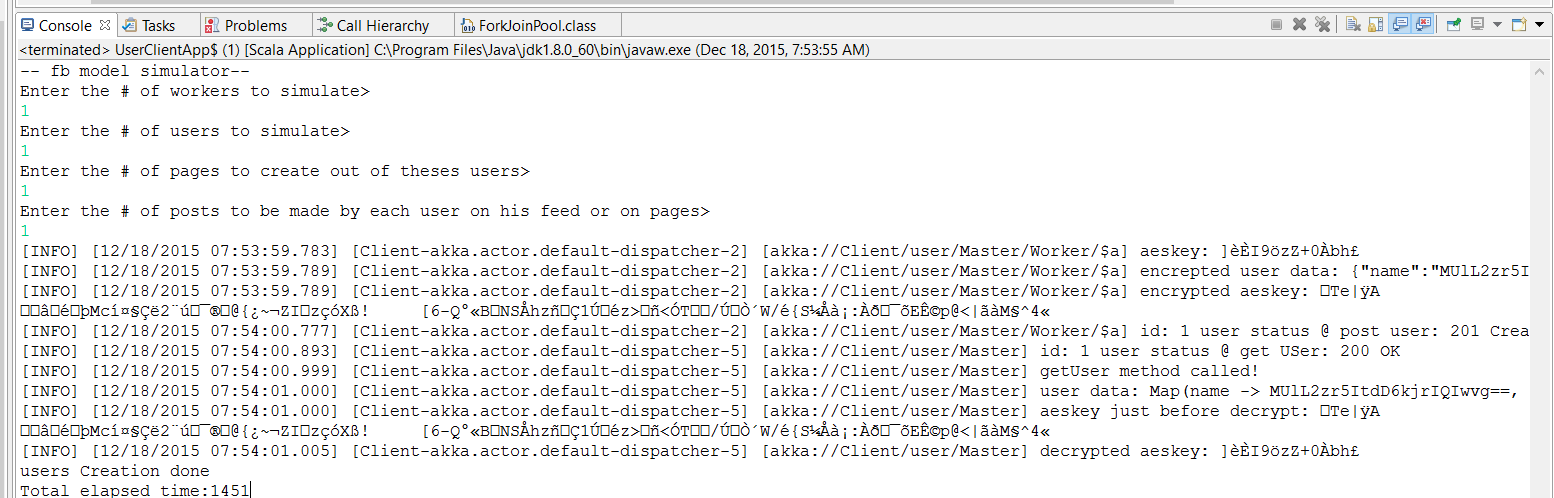 Console Tasks Problems Call Hierarchy ForkJoinPool.class
<terminated> UserClientApp$ (1) [Scala Application] C:\Program Files\Java\jdk1.8.0_60\bin\javaw.exe (Dec 18, 2015, 7:53:55 AM)
-- fb model simulator--
Enter the # of workers to simulate>
1
Enter the # of users to simulate>
1
Enter the # of pages to create out of theses users>
1
Enter the # of posts to be made by each user on his feed or on pages>
1
[INFO] [12/18/2015 07:53:59.783] [Client-akka.actor.default-dispatcher-2] [akka://Client/user/Master/Worker/$a] aeskey: ]èÈI9özZ+0Àbh£
[INFO] [12/18/2015 07:53:59.789] [Client-akka.actor.default-dispatcher-2] [akka://Client/user/Master/Worker/$a] encrepted user data: {"name":"MUlL2zr5I
[INFO] [12/18/2015 07:53:59.789] [Client-akka.actor.default-dispatcher-2] [akka://Client/user/Master/Worker/$a] encrypted aeskey: □Te|ÿA
□□â□é□þMcí¤§Çë2¨ú□¯®□@{¿~¬ZI□zçóXß! [6-Q°«B□NSÅhzñ□Ç1Ú□éz>□ñ<ÓT□□/Ú□Ò´W/é{S¼Åà¡:Àð□¯õEÊ©p@<|ãàM§^4«
[INFO] [12/18/2015 07:54:00.777] [Client-akka.actor.default-dispatcher-2] [akka://Client/user/Master/Worker/$a] id: 1 user status @ post user: 201 Crea
[INFO] [12/18/2015 07:54:00.893] [Client-akka.actor.default-dispatcher-5] [akka://Client/user/Master] id: 1 user status @ get USer: 200 OK
[INFO] [12/18/2015 07:54:00.999] [Client-akka.actor.default-dispatcher-5] [akka://Client/user/Master] getUser method called!
[INFO] [12/18/2015 07:54:01.000] [Client-akka.actor.default-dispatcher-5] [akka://Client/user/Master] user data: Map(name -> MUlL2zr5ItdD6kjrIQIwvg==,
[INFO] [12/18/2015 07:54:01.000] [Client-akka.actor.default-dispatcher-5] [akka://Client/user/Master] aeskey just before decrypt: □Te|ÿA
□□â□é□þMcí¤§Çë2¨ú□¯®□@{¿~¬ZI□zçóXß! [6-Q°«B□NSÅhzñ□Ç1Ú□éz>□ñ<ÓT□□/Ú□Ò´W/é{S¼Åà¡:Àð□¯õEÊ©p@<|ãàM§^4«
[INFO] [12/18/2015 07:54:01.005] [Client-akka.actor.default-dispatcher-5] [akka://Client/user/Master] decrypted aeskey: ]èÈI9özZ+0Àbh£
users Creation done
Total elapsed time:1451